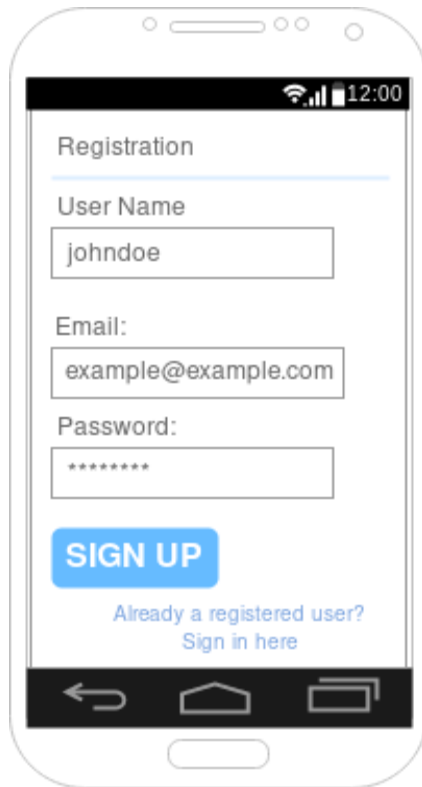 12:00
Registration
User Name
johndoe
Email:
example@example.com
Password:
********
SIGN UP
Already a registered user?
Sign in here